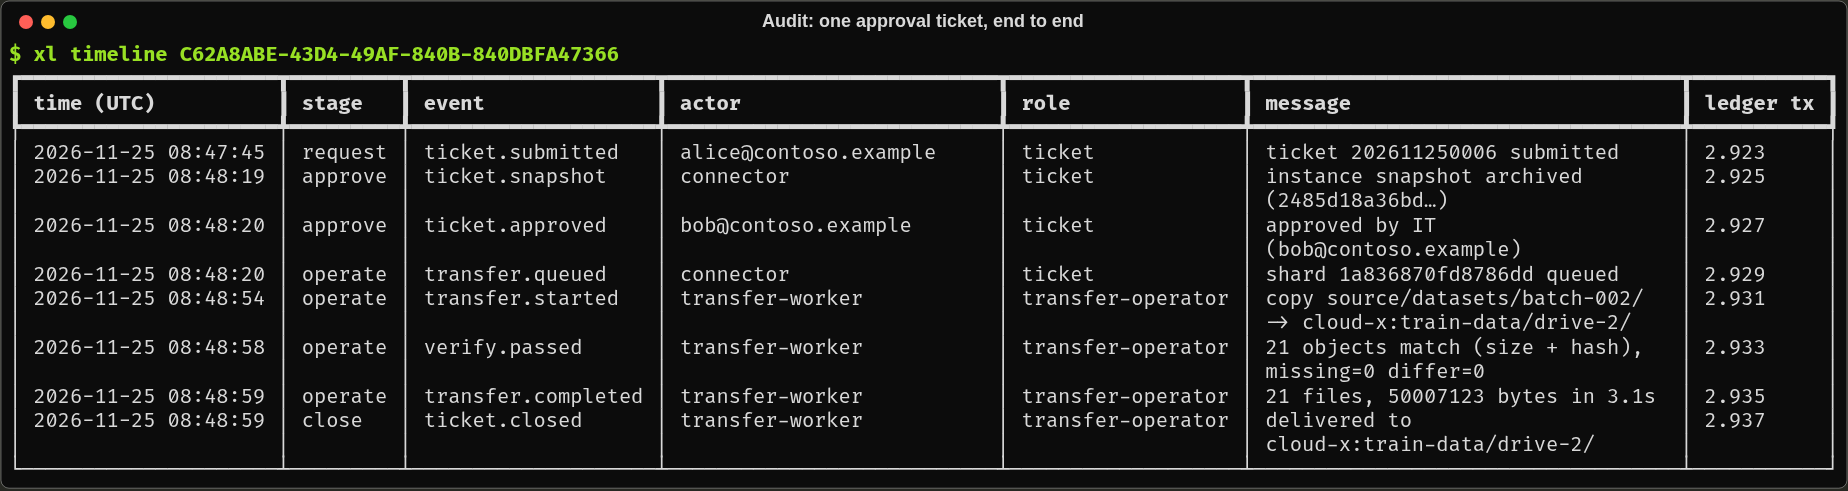 Audit: one approval ticket, end to end
$ xl timeline C62A8ABE-43D4-49AF-840B-840DBFA47366
time (UTC) stage event actor role message ledger tx
2026-11-25 08:47:45 request ticket.submitted alice@contoso.example ticket ticket 202611250006 submitted 2.923
2026-11-25 08:48:19 approve ticket.snapshot connector ticket instance snapshot archived 2.925
(2485d18a36bd…)
2026-11-25 08:48:20 approve ticket.approved bob@contoso.example ticket approved by IT 2.927
(bob@contoso.example)
2026-11-25 08:48:20 operate transfer.queued connector ticket shard 1a836870fd8786dd queued 2.929
2026-11-25 08:48:54 operate transfer.started transfer-worker transfer-operator copy source/datasets/batch-002/ 2.931
→ cloud-x:train-data/drive-2/
2026-11-25 08:48:58 operate verify.passed transfer-worker transfer-operator 21 objects match (size + hash), 2.933
missing=0 differ=0
2026-11-25 08:48:59 operate transfer.completed transfer-worker transfer-operator 21 files, 50007123 bytes in 3.1s 2.935
2026-11-25 08:48:59 close ticket.closed transfer-worker transfer-operator delivered to 2.937
cloud-x:train-data/drive-2/